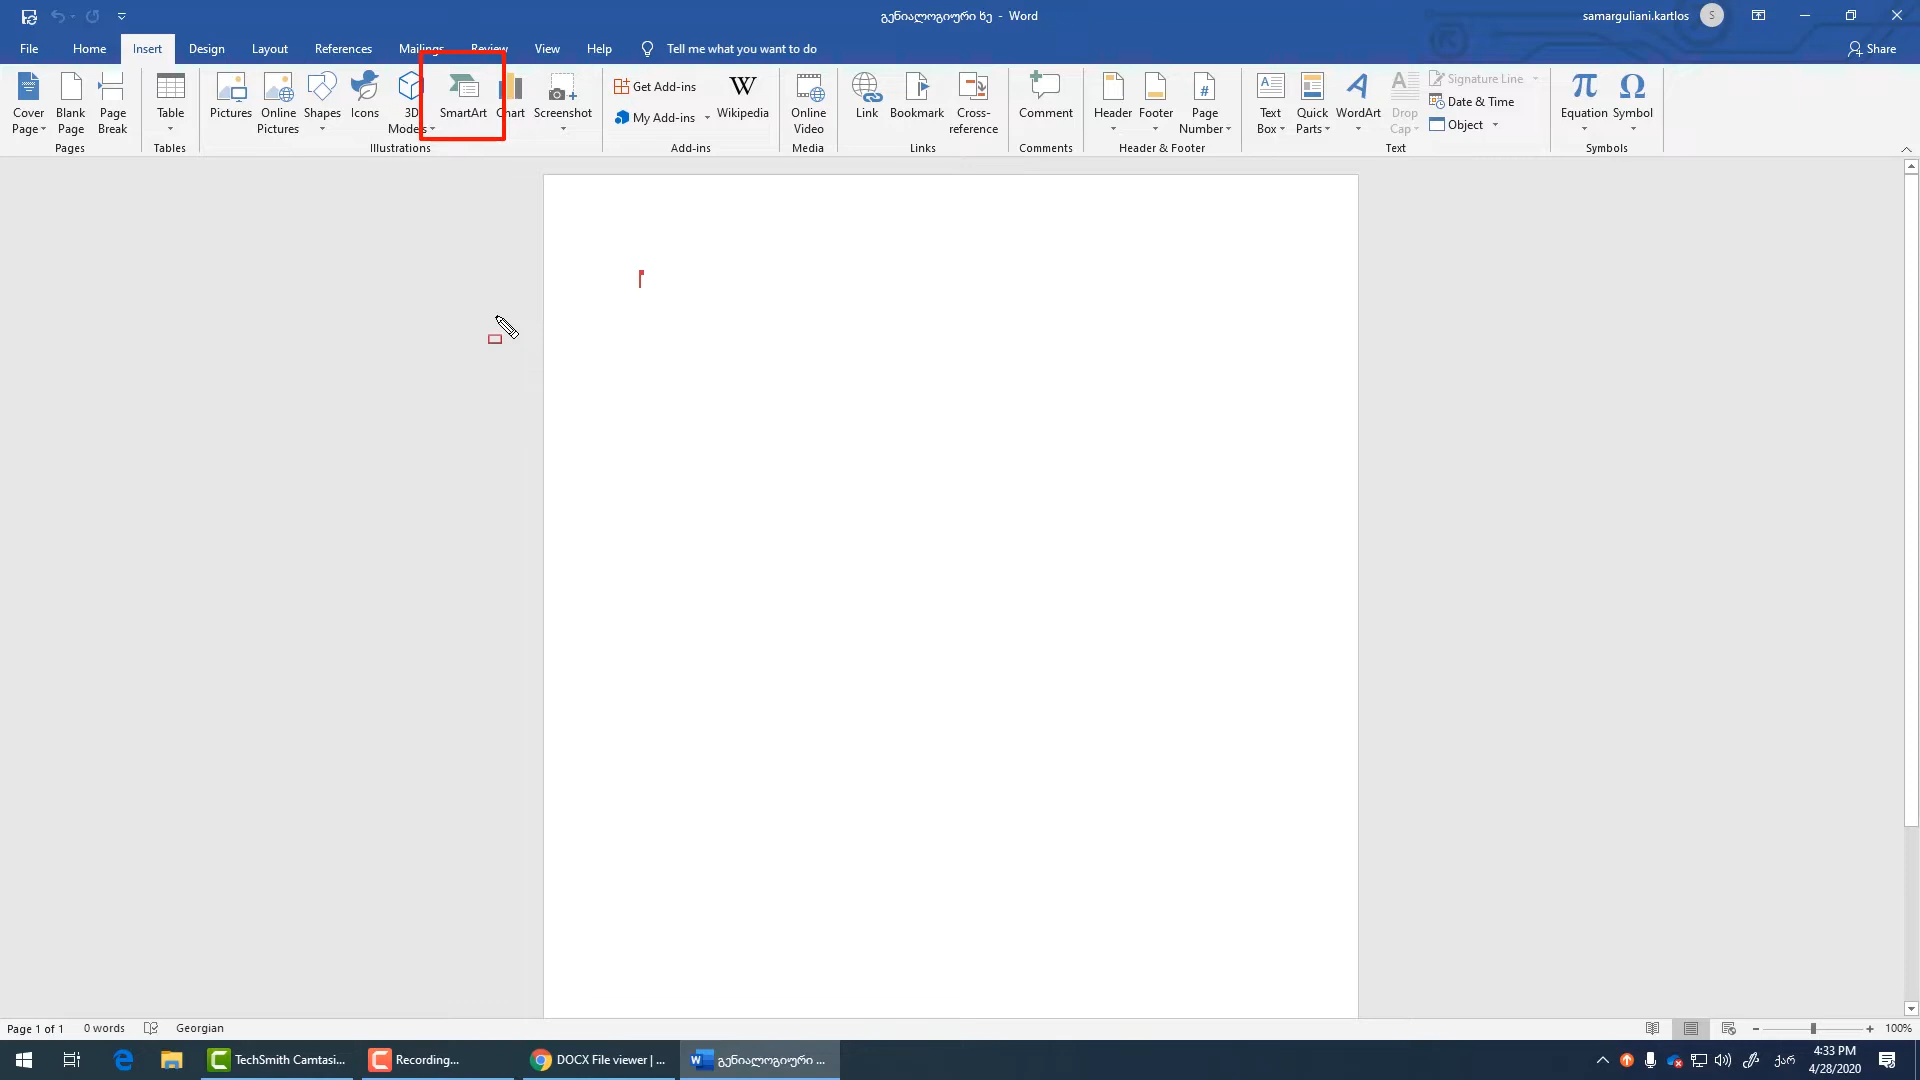 გენიალოგიური ხე - Word
samarguliani.kartlos
S
File Home Insert Design Layout References Mailings Review View Help Tell me what you want to do
Share
Cover Page
Blank Page
Page Break
Pages
Table
Tables
Pictures
Online Pictures
Shapes
Icons
3D Models
SmartArt
Chart
Screenshot
Illustrations
Get Add-ins
My Add-ins
W
Wikipedia
Add-ins
Online Video
Media
Link
Bookmark
Cross-reference
Links
Comment
Comments
Header
Footer
#
Page Number
Header & Footer
Text Box
Quick Parts
WordArt
Drop Cap
Signature Line
Date & Time
Object
Text
π
Equation
Ω
Symbol
Symbols
Page 1 of 1 0 words Georgian
100%
TechSmith Camtasi...
Recording...
DOCX File viewer | ...
გენიალოგიური ...
ქარ
4:33 PM
4/28/2020